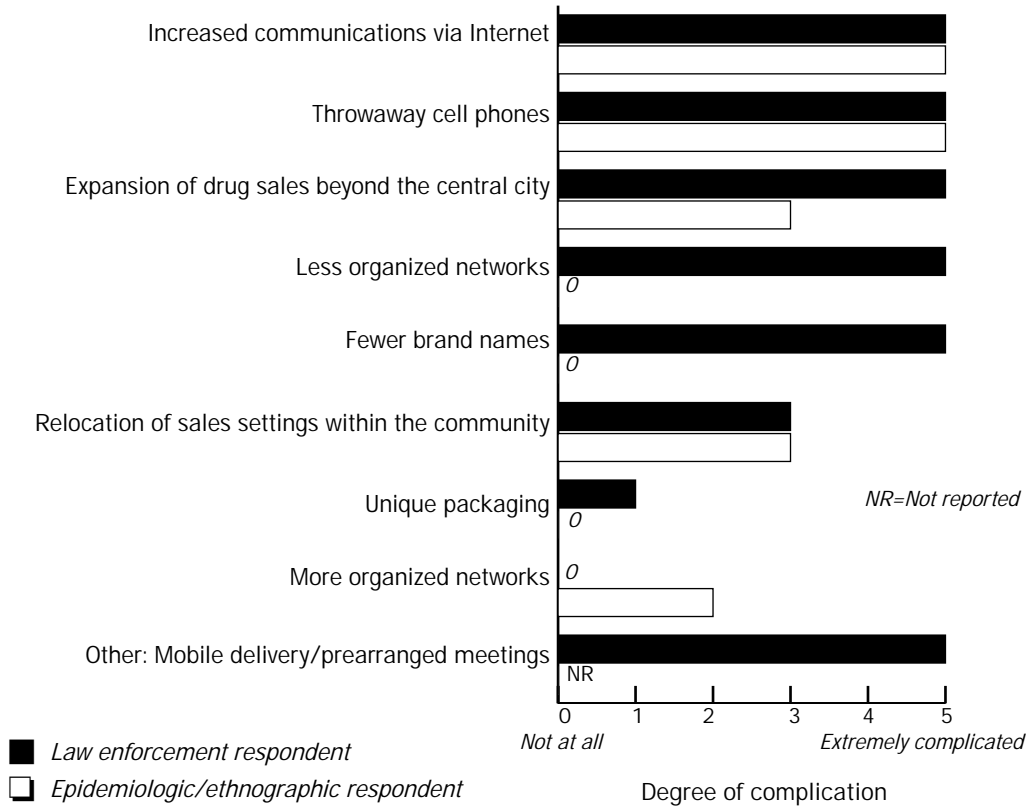 Increased communications via Internet
Throwaway cell phones
Expansion of drug sales beyond the central city
Less organized networks
0
Fewer brand names
0
Relocation of sales settings within the community
Unique packaging
0
NR=Not reported
More organized networks
0
Other: Mobile delivery/prearranged meetings
NR
0 1 2 3 4 5
Not at all Extremely complicated
Degree of complication
Law enforcement respondent
Epidemiologic/ethnographic respondent